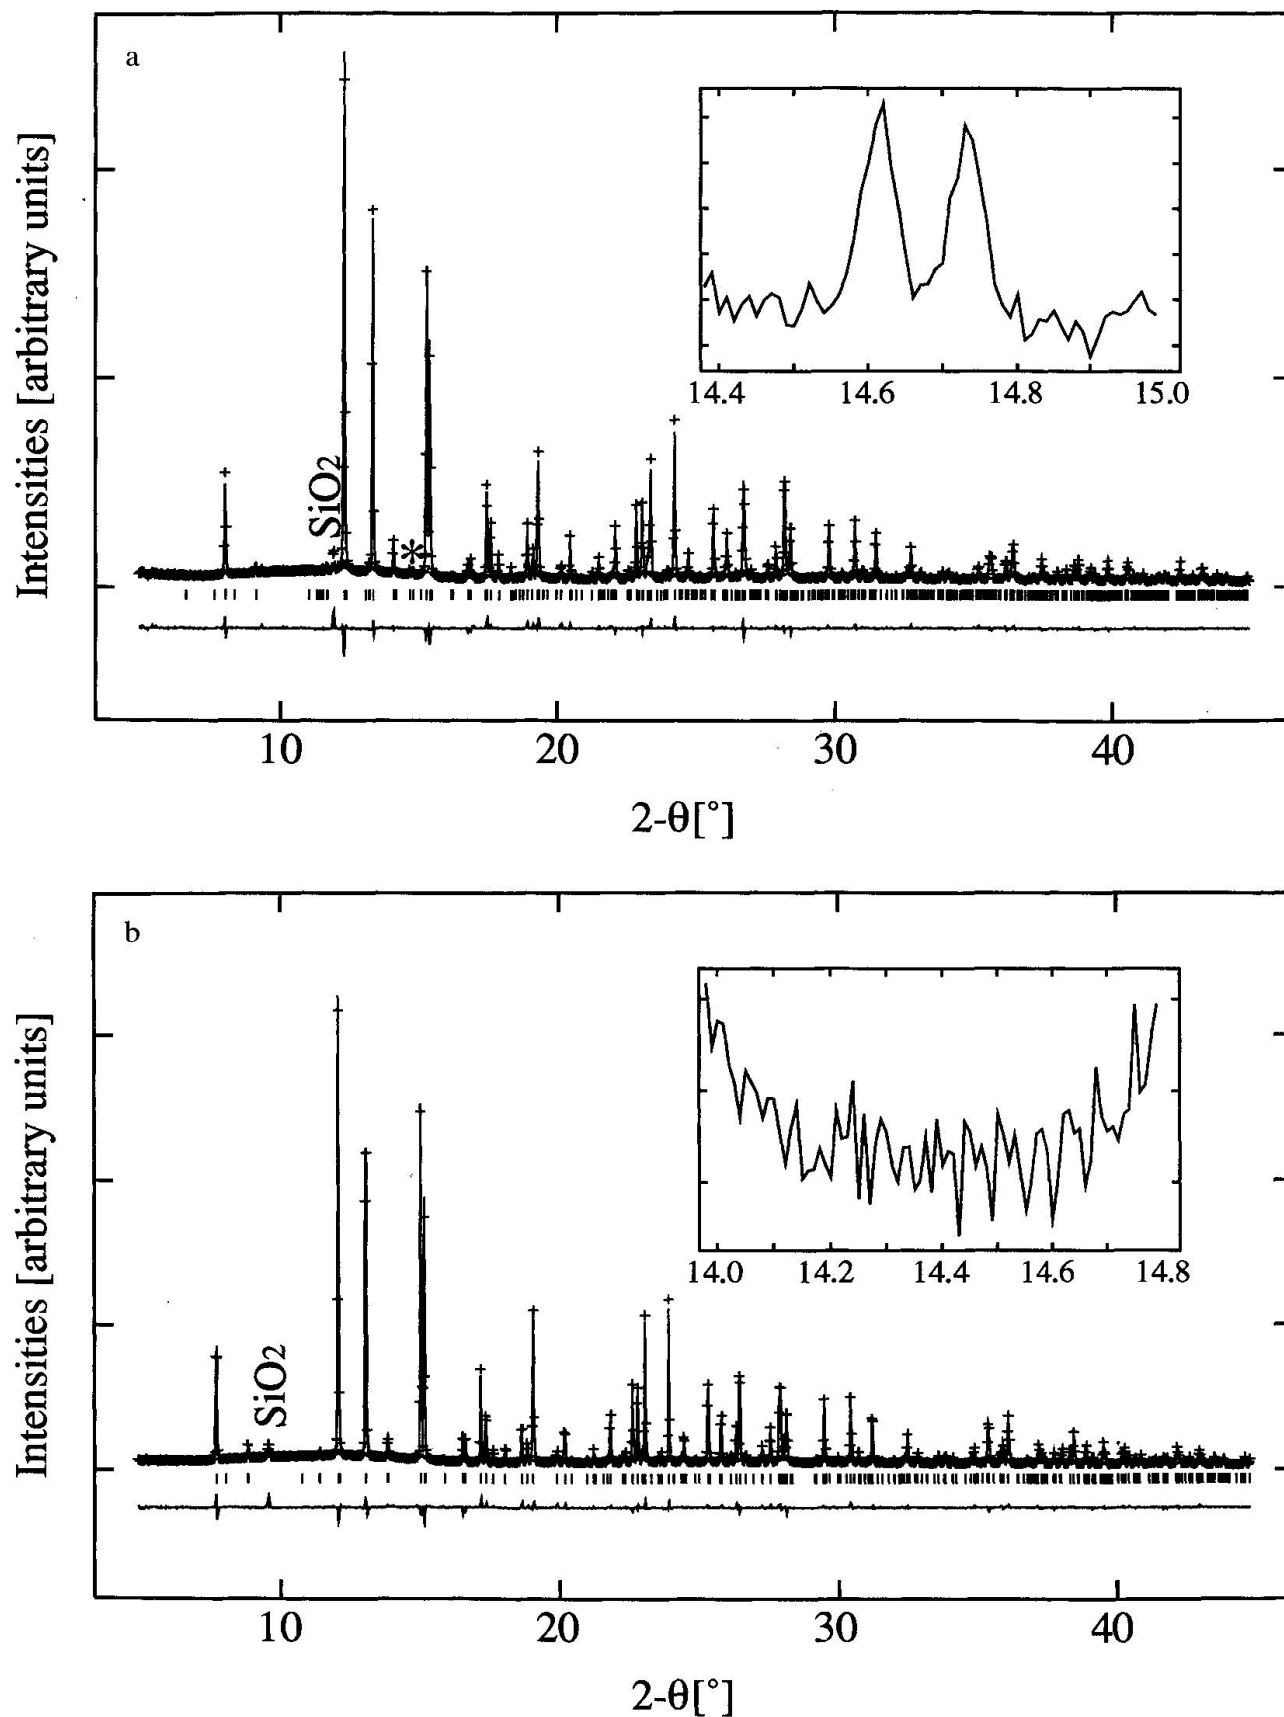 a
Intensities [arbitrary units]
SiO2
*
14.4 14.6 14.8 15.0
10 20 30 40
2-θ[°]
b
Intensities [arbitrary units]
SiO2
14.0 14.2 14.4 14.6 14.8
10 20 30 40
2-θ[°]